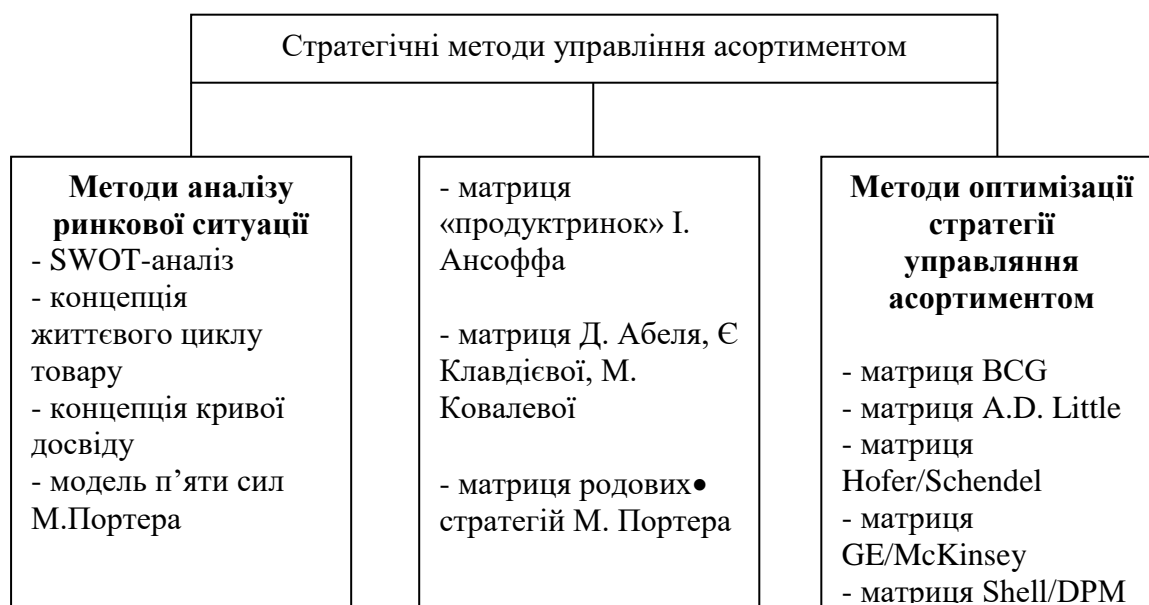 Стратегічні методи управління асортиментом
Методи аналізу
ринкової ситуації
- SWOT-аналіз
- концепція
життєвого циклу
товару
- концепція кривої
досвіду
- модель п’яти сил
М.Портера
- матриця
«продуктринок» І.
Ансоффа
- матриця Д. Абеля, Є
Клавдієвої, М.
Ковалевої
- матриця родових•
стратегій М. Портера
Методи оптимізації
стратегії
управляння
асортиментом
- матриця BCG
- матриця A.D. Little
- матриця
Hofer/Schendel
- матриця
GE/McKinsey
- матриця Shell/DPM